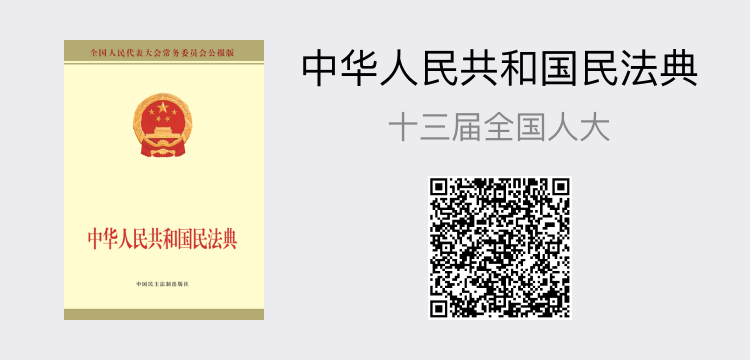 全国人民代表大会常务委员会公报版
中华人民共和国民法典
中国民主法制出版社
中华人民共和国民法典
十三届全国人大